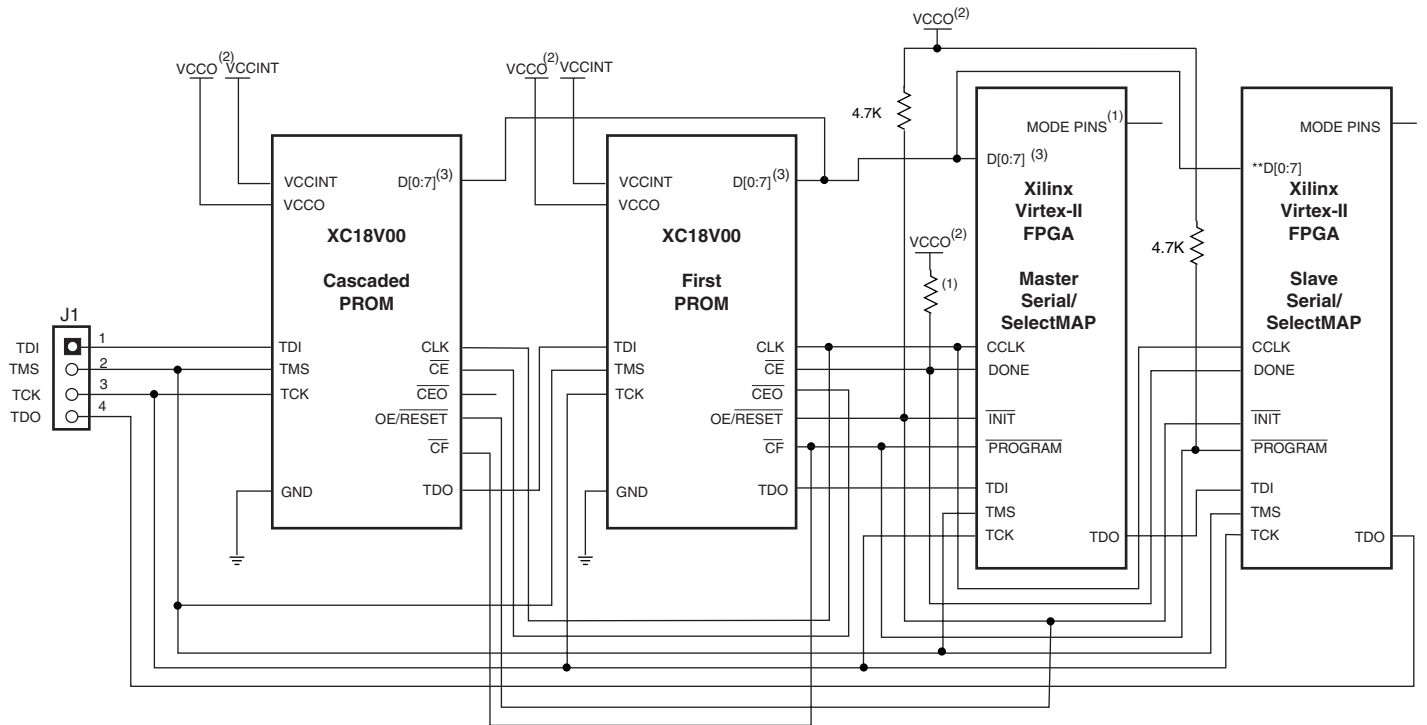 VCCO(2)
VCCO(2) VCCINT
VCCO(2) VCCINT
4.7K
MODE PINS(1)
MODE PINS
VCCINT
VCCO
D[0:7](3)
XC18V00
Cascaded
PROM
TDI
TMS
TCK
GND
CLK
CE
CEO
OE/RESET
CF
TDO
VCCINT
VCCO
D[0:7](3)
XC18V00
First
PROM
TDI
TMS
TCK
GND
CLK
CE
CEO
OE/RESET
CF
TDO
VCCO(2)
(1)
D[0:7](3)
Xilinx
Virtex-II
FPGA
Master
Serial/
SelectMAP
CCLK
DONE
INIT
PROGRAM
TDI
TMS
TCK
TDO
4.7K
**D[0:7]
Xilinx
Virtex-II
FPGA
Slave
Serial/
SelectMAP
CCLK
DONE
INIT
PROGRAM
TDI
TMS
TCK
TDO
J1
TDI 1
TMS 2
TCK 3
TDO 4